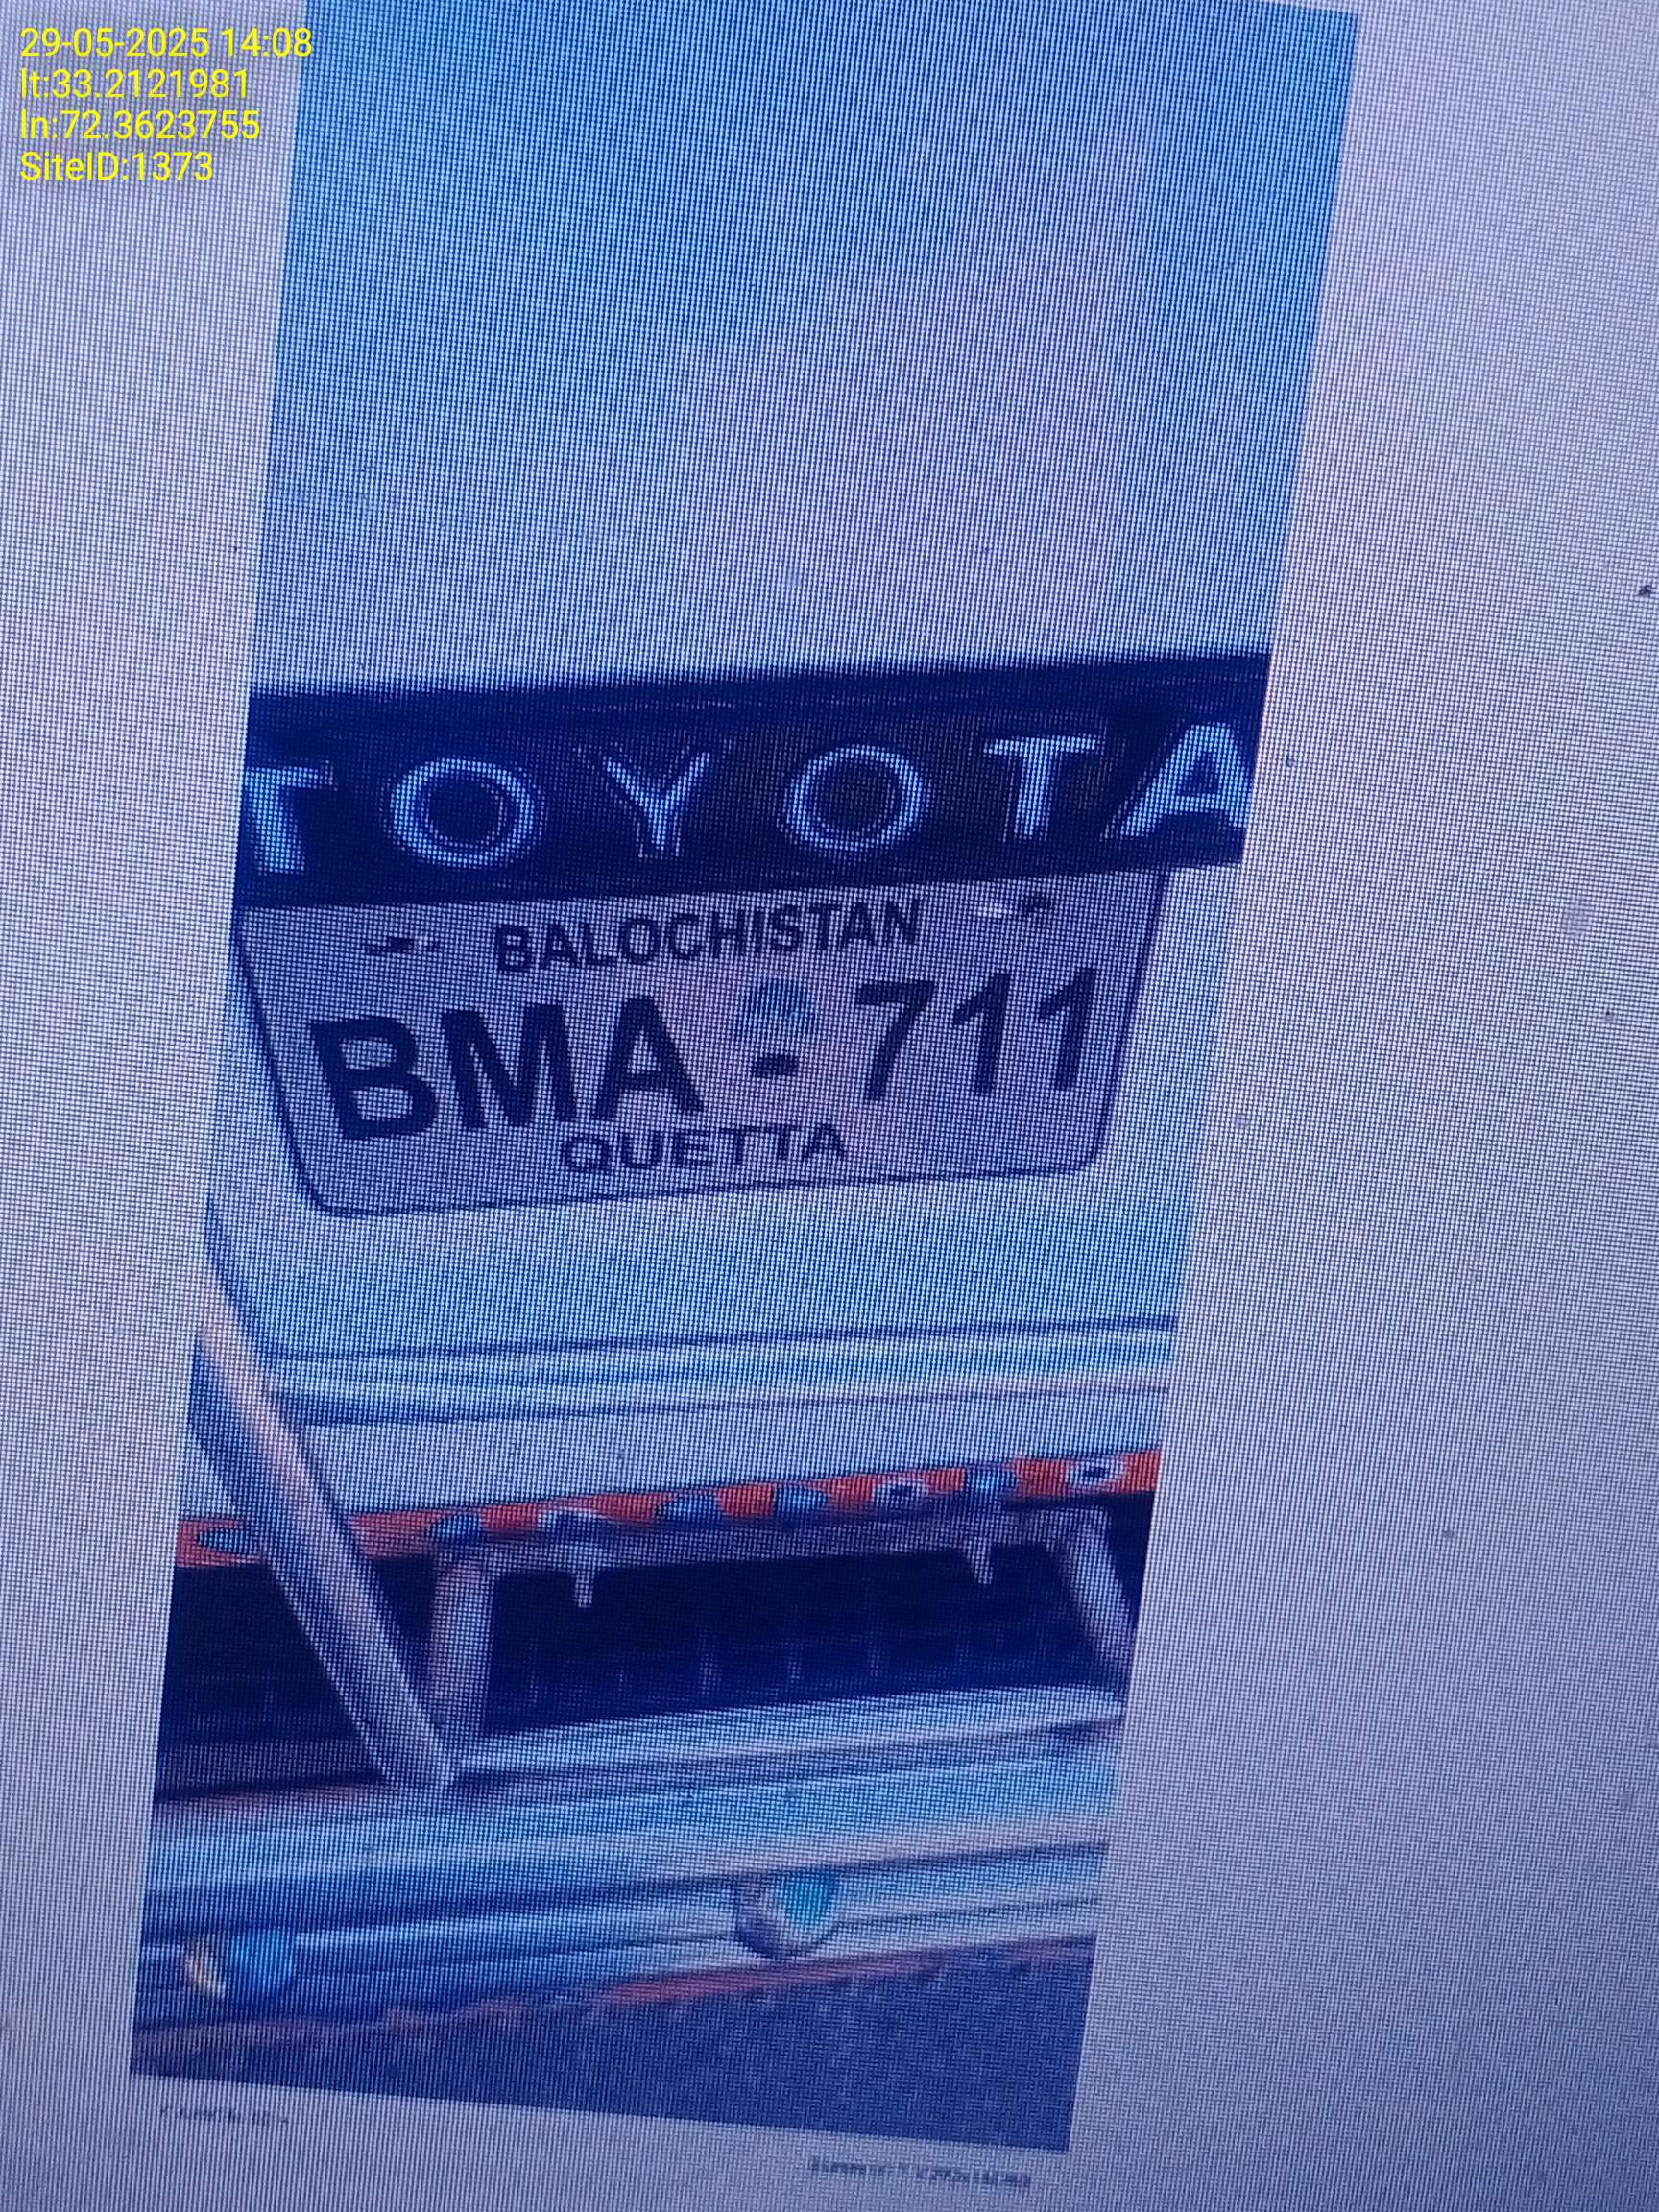 29-05-2025 14:08
lt:33.2121981
ln:72.3623755
SiteID:1373
TOYOTA
BALOCHISTAN
BMA - 711
QUETTA